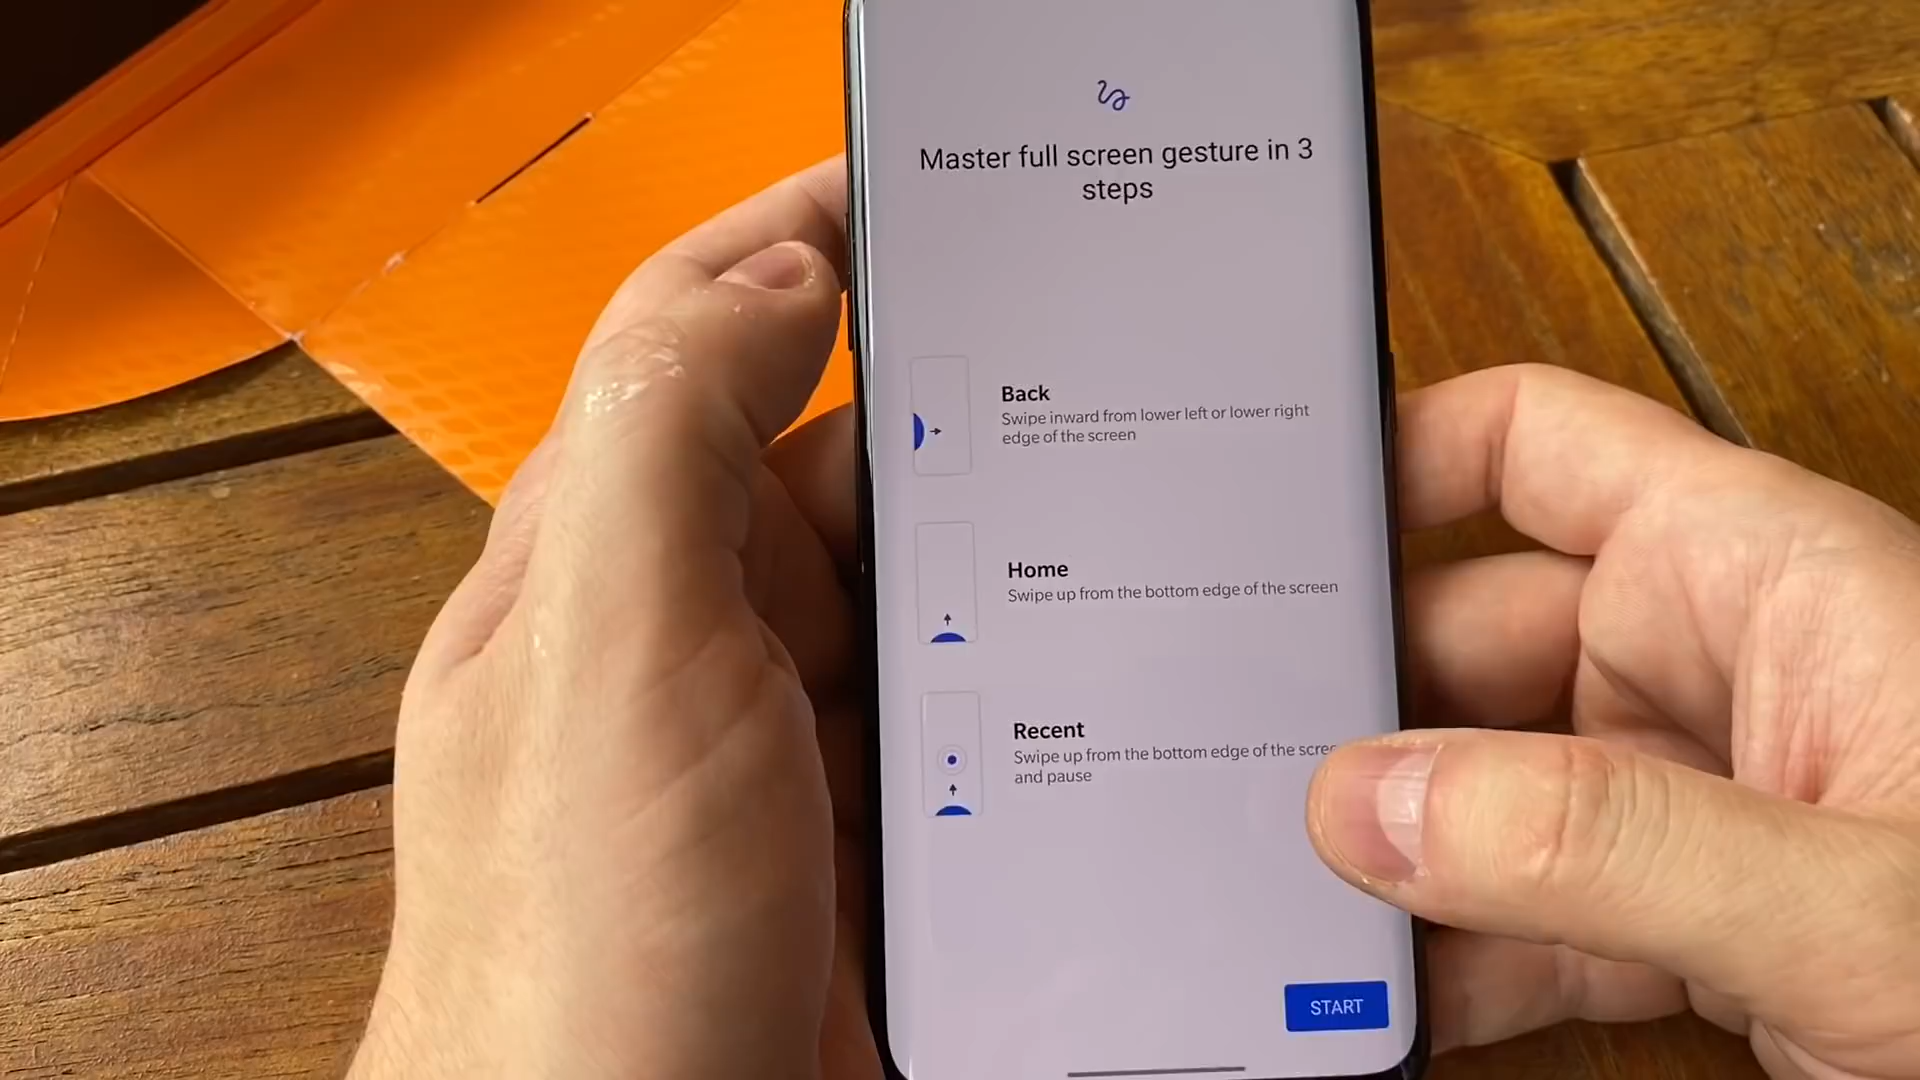 Master full screen gesture in 3
steps
Back
Swipe inward from lower left or lower right
edge of the screen
Home
Swipe up from the bottom edge of the screen
Recent
Swipe up from the bottom edge of the
and pause
START